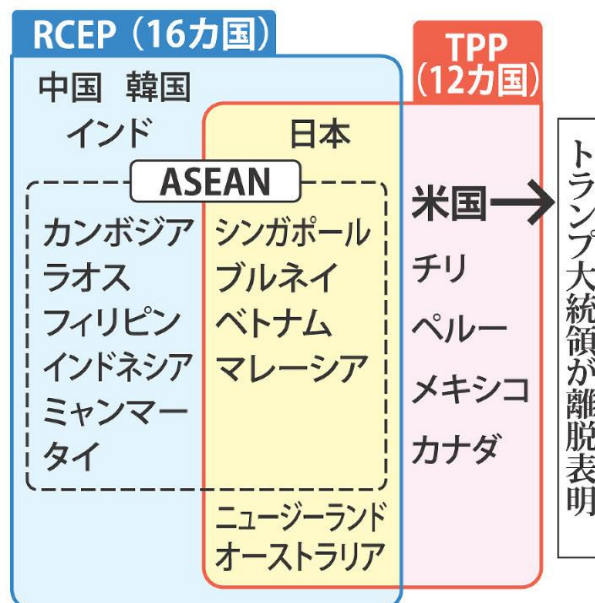 RCEP（16カ国）
TPP
（12カ国）
中国 韓国
インド
日本
ASEAN
カンボジア
ラオス
フィリピン
インドネシア
ミャンマー
タイ
シンガポール
ブルネイ
ベトナム
マレーシア
ニュージーランド
オーストラリア
米国→
チリ
ペルー
メキシコ
カナダ
トランプ大統領が離脱表明